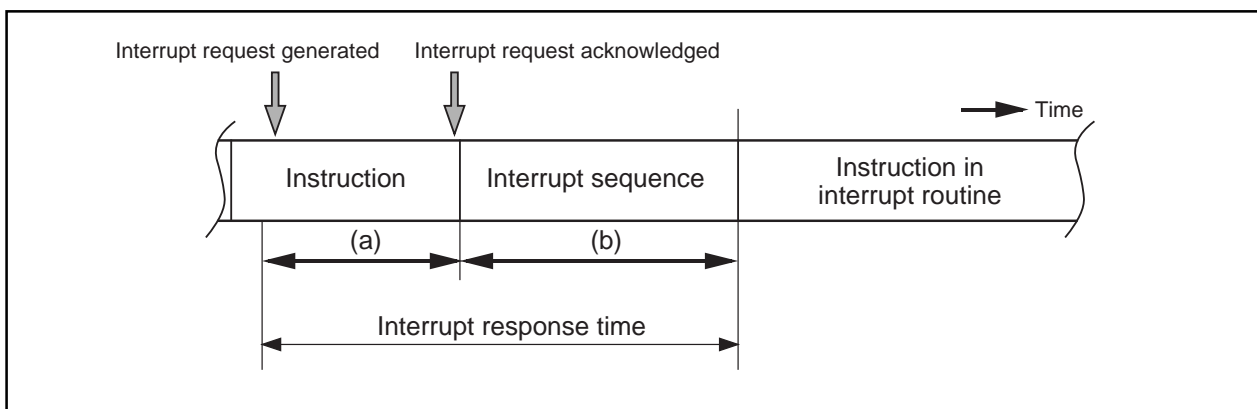 Interrupt request generated
Interrupt request acknowledged
Time
Instruction
Interrupt sequence
Instruction in
interrupt routine
(a)
(b)
Interrupt response time